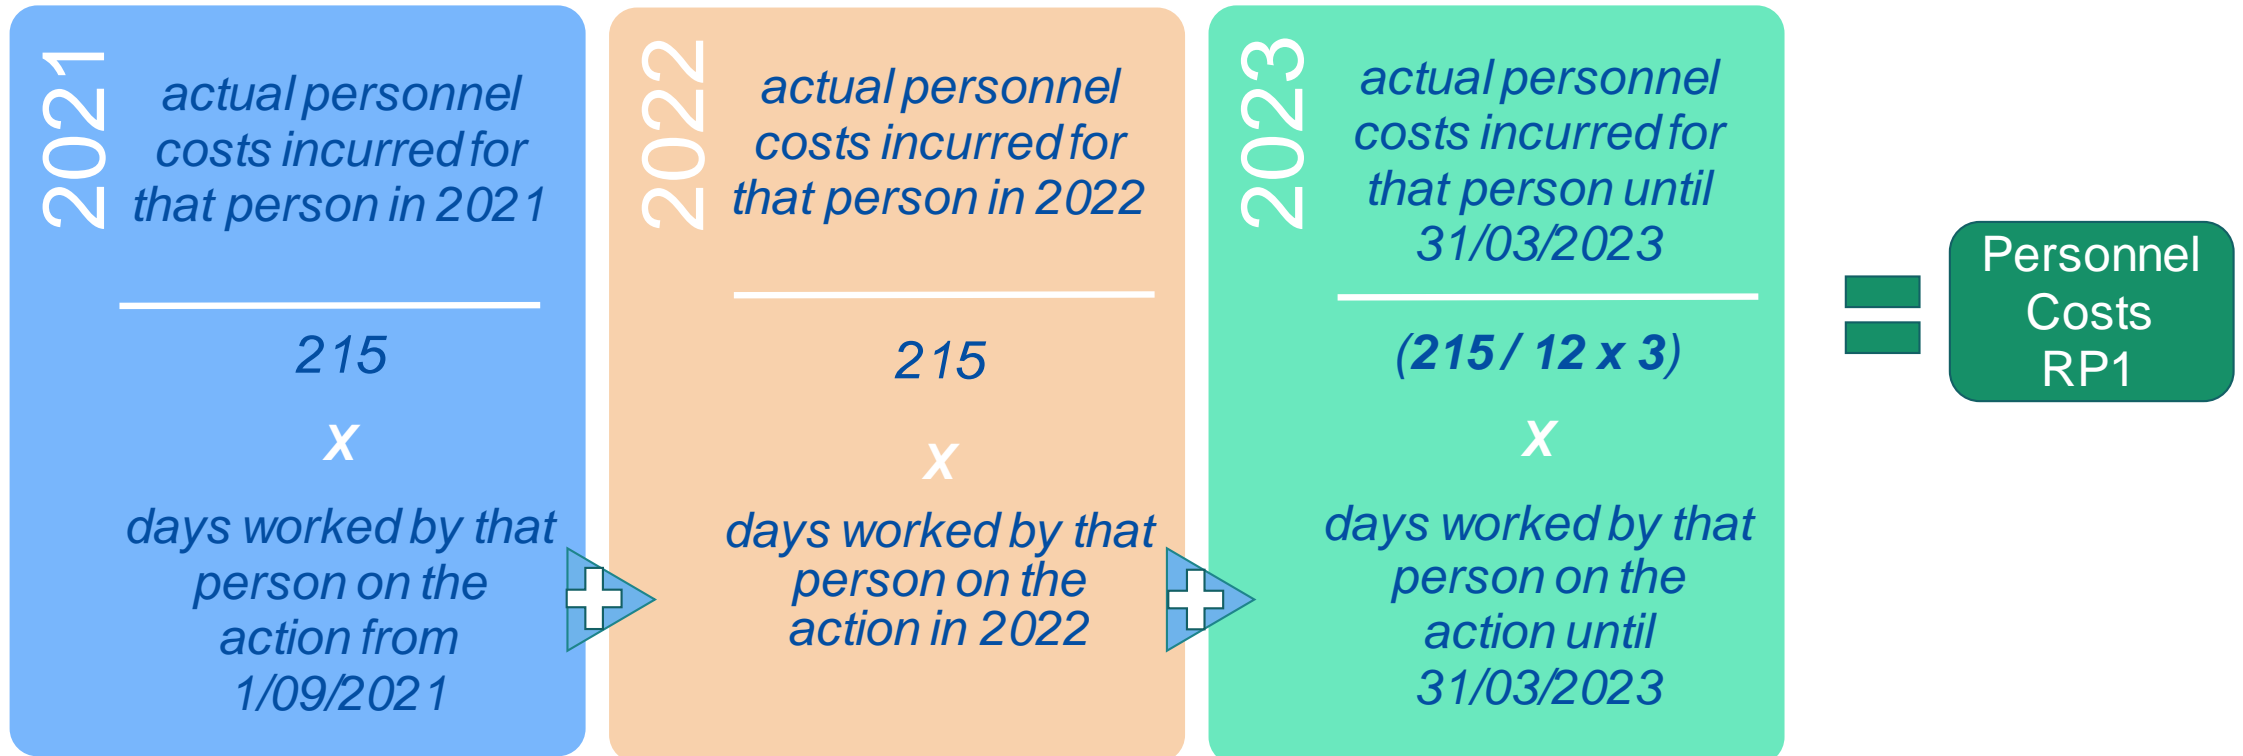 2021
actual personnel
costs incurred for
that person in 2021
215
x
days worked by that
person on the
action from
1/09/2021
2022
actual personnel
costs incurred for
that person in 2022
215
x
days worked by that
person on the
action in 2022
2023
actual personnel
costs incurred for
that person until
31/03/2023
(215 / 12 x 3)
x
days worked by that
person on the
action until
31/03/2023
Personnel
Costs
RP1